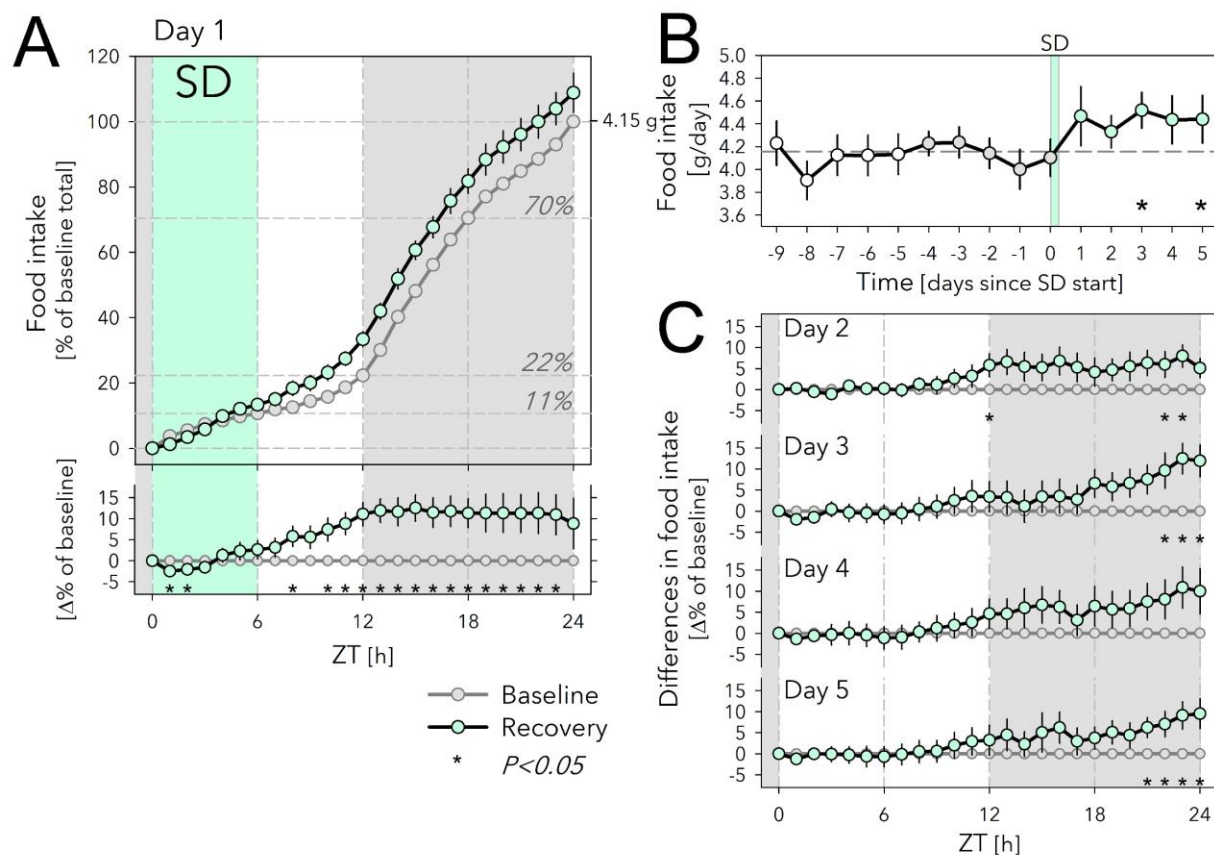 A
Day 1
SD
Food intake
[% of baseline total]
120
100
80
60
40
20
0
4.15 g
70%
22%
11%
[Δ% of baseline]
15
10
5
0
-5
* * * * * * * * * * * * * * * * *
0 6 12 18 24
ZT [h]
Baseline
Recovery
* P<0.05
B
SD
Food intake
[g/day]
5.0
4.8
4.6
4.4
4.2
4.0
3.8
3.6
* *
-9 -8 -7 -6 -5 -4 -3 -2 -1 0 1 2 3 4 5
Time [days since SD start]
C
Differences in food intake
[Δ% of baseline]
Day 2
15
10
5
0
-5
* * *
Day 3
15
10
5
0
-5
* * *
Day 4
15
10
5
0
-5
Day 5
15
10
5
0
-5
* * * *
0 6 12 18 24
ZT [h]